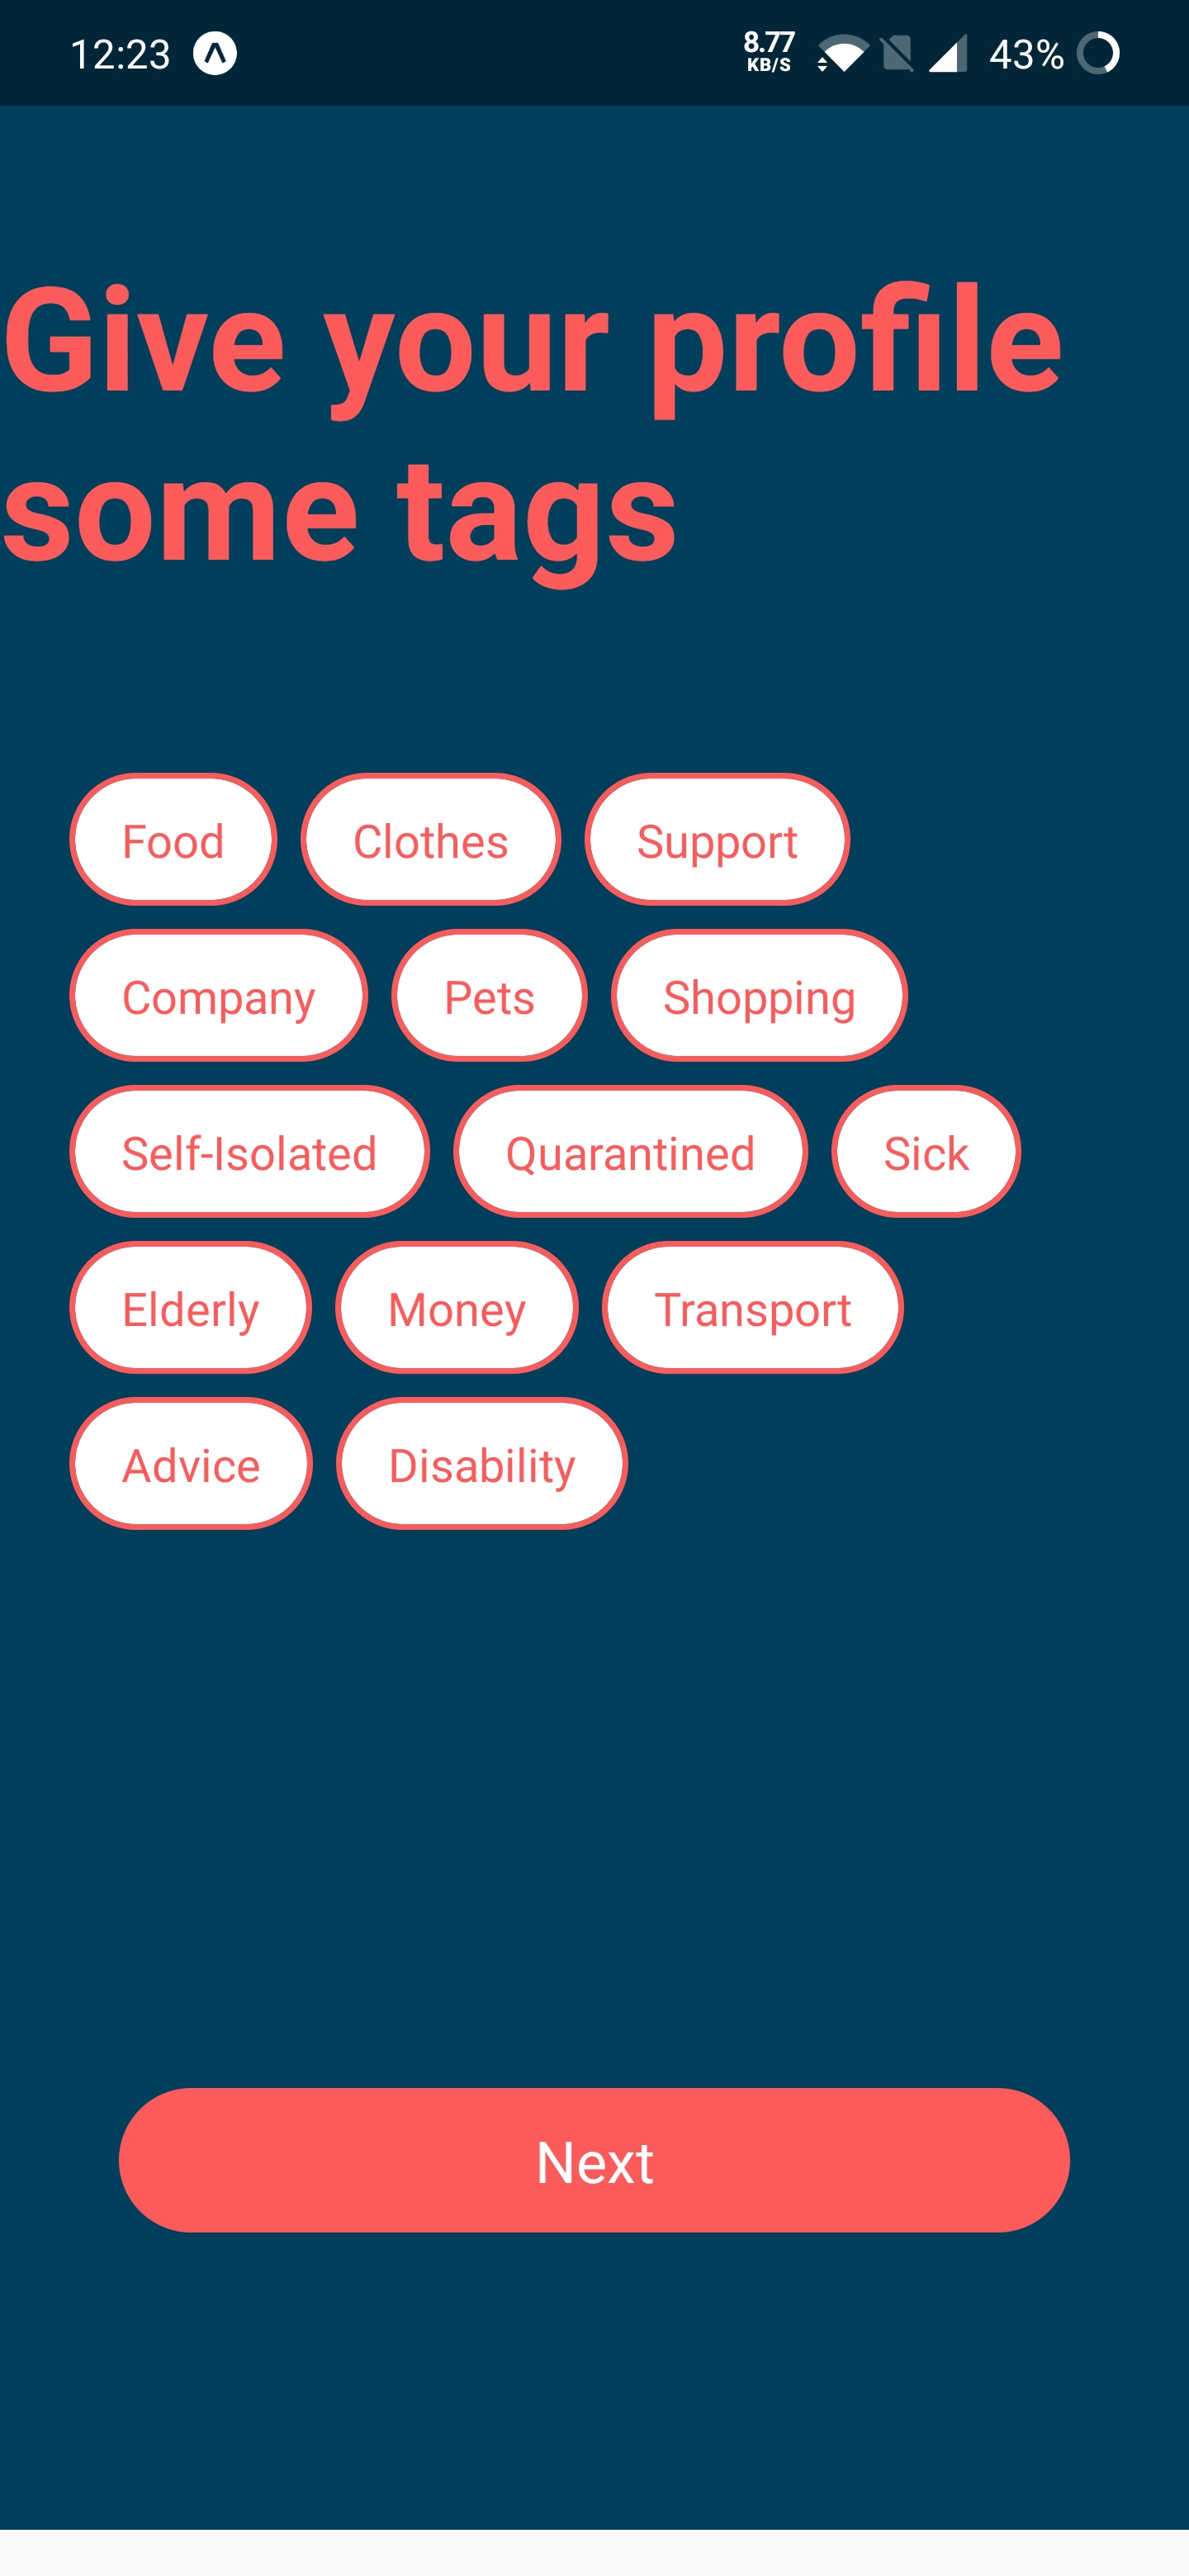 12:23 8.77 KB/S 43%
Give your profile
some tags
Food Clothes Support
Company Pets Shopping
Self-Isolated Quarantined Sick
Elderly Money Transport
Advice Disability
Next